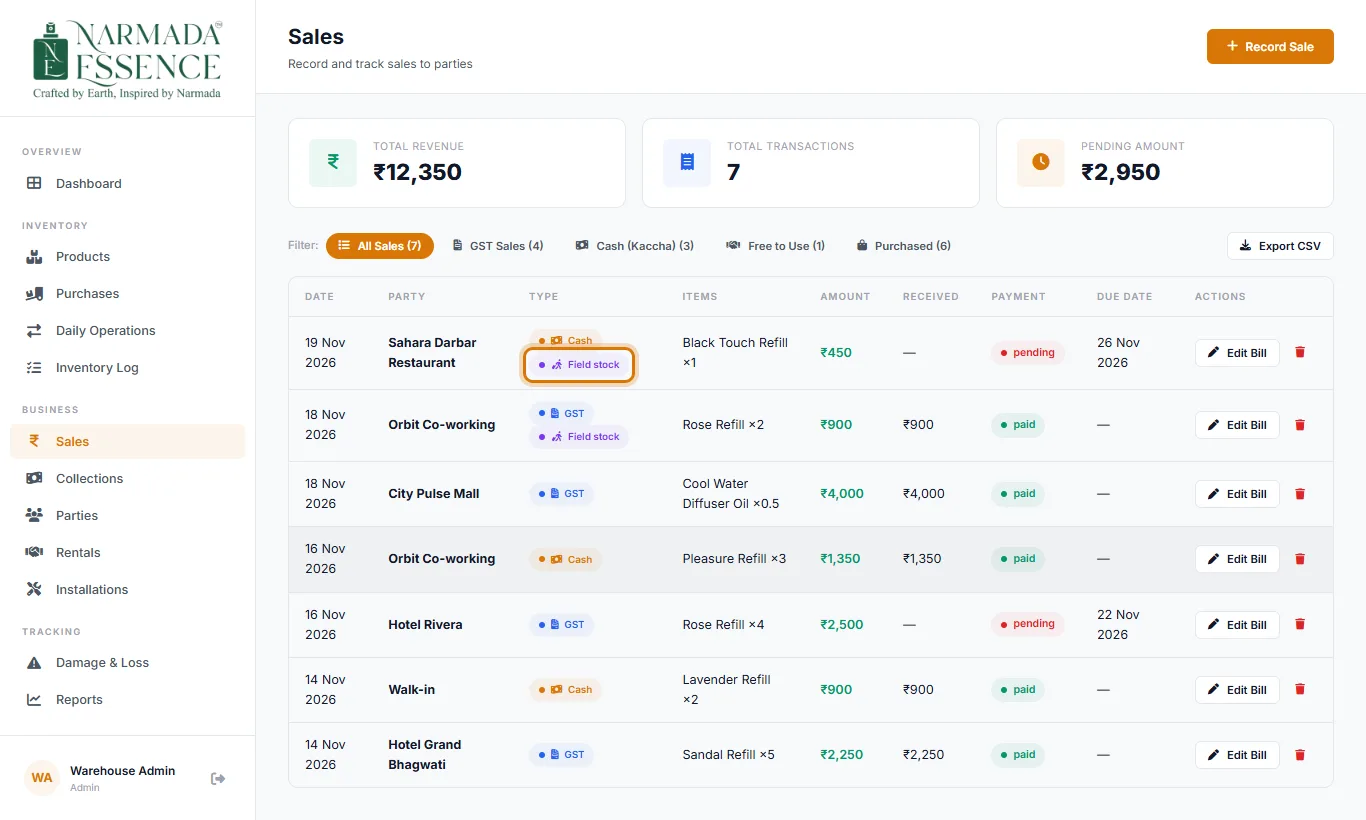 NARMADA™
ESSENCE
NE
Crafted by Earth, Inspired by Narmada
OVERVIEW
Dashboard
INVENTORY
Products
Purchases
Daily Operations
Inventory Log
BUSINESS
Sales
Collections
Parties
Rentals
Installations
TRACKING
Damage & Loss
Reports
WA
Warehouse Admin
Admin
Sales
Record and track sales to parties
+ Record Sale
₹
TOTAL REVENUE
₹12,350
TOTAL TRANSACTIONS
7
PENDING AMOUNT
₹2,950
Filter: All Sales (7) GST Sales (4) Cash (Kaccha) (3) Free to Use (1) Purchased (6) Export CSV
DATE PARTY TYPE ITEMS AMOUNT RECEIVED PAYMENT DUE DATE ACTIONS
19 Nov 2026 Sahara Darbar Restaurant Cash Field stock Black Touch Refill ×1 ₹450 — pending 26 Nov 2026 Edit Bill
18 Nov 2026 Orbit Co-working GST Field stock Rose Refill ×2 ₹900 ₹900 paid — Edit Bill
18 Nov 2026 City Pulse Mall GST Cool Water Diffuser Oil ×0.5 ₹4,000 ₹4,000 paid — Edit Bill
16 Nov 2026 Orbit Co-working Cash Pleasure Refill ×3 ₹1,350 ₹1,350 paid — Edit Bill
16 Nov 2026 Hotel Rivera GST Rose Refill ×4 ₹2,500 — pending 22 Nov 2026 Edit Bill
14 Nov 2026 Walk-in Cash Lavender Refill ×2 ₹900 ₹900 paid — Edit Bill
14 Nov 2026 Hotel Grand Bhagwati GST Sandal Refill ×5 ₹2,250 ₹2,250 paid — Edit Bill